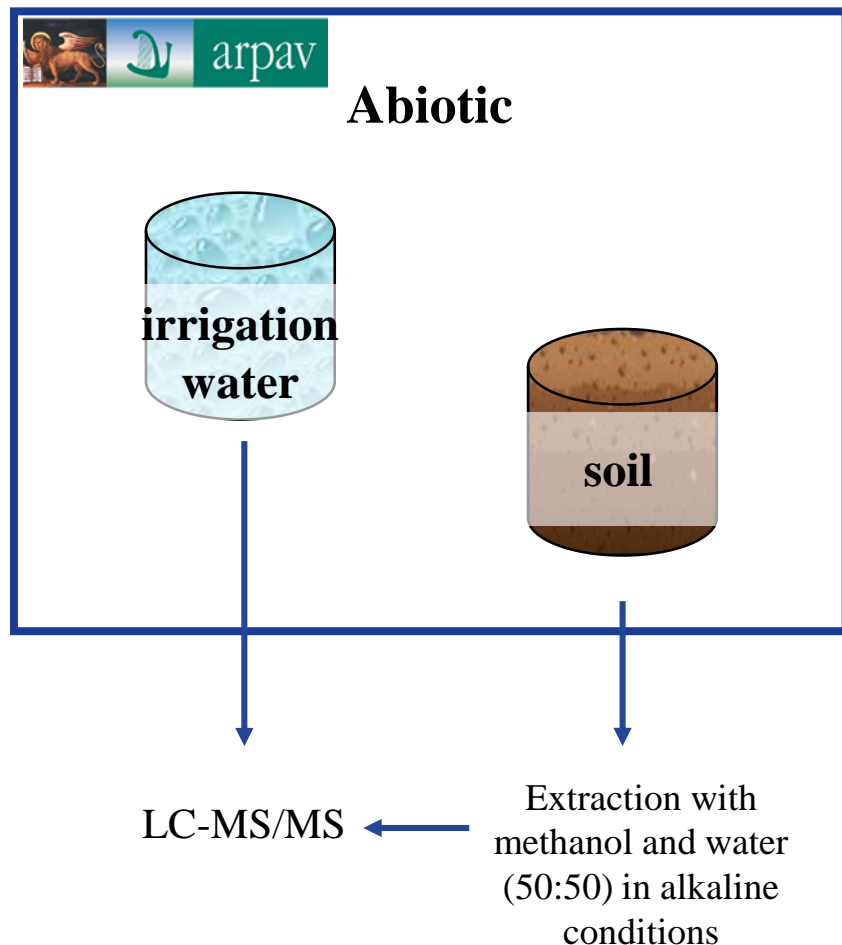 arpav
Abiotic
irrigation
water
soil
LC-MS/MS
Extraction with
methanol and water
(50:50) in alkaline
conditions